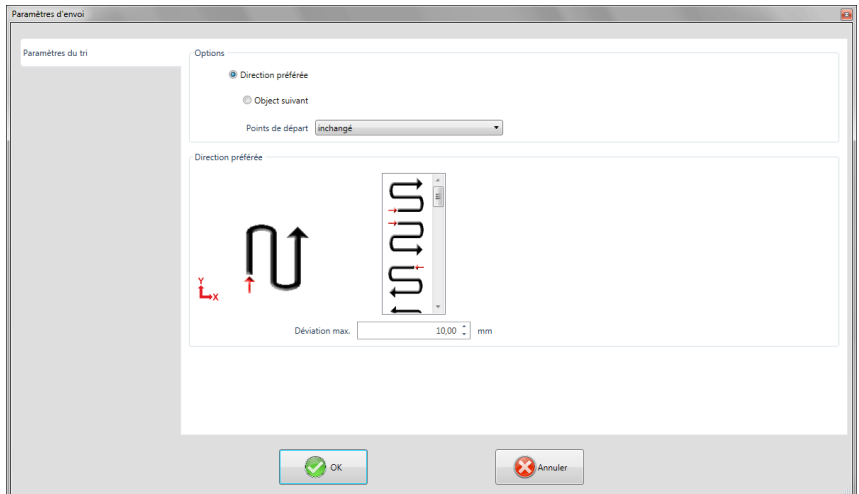 Paramètres d'envoi
Paramètres du tri
Options
Direction préférée
Object suivant
Points de départ inchangé
Direction préférée
Y
X
Déviation max. 10,00 mm
OK Annuler